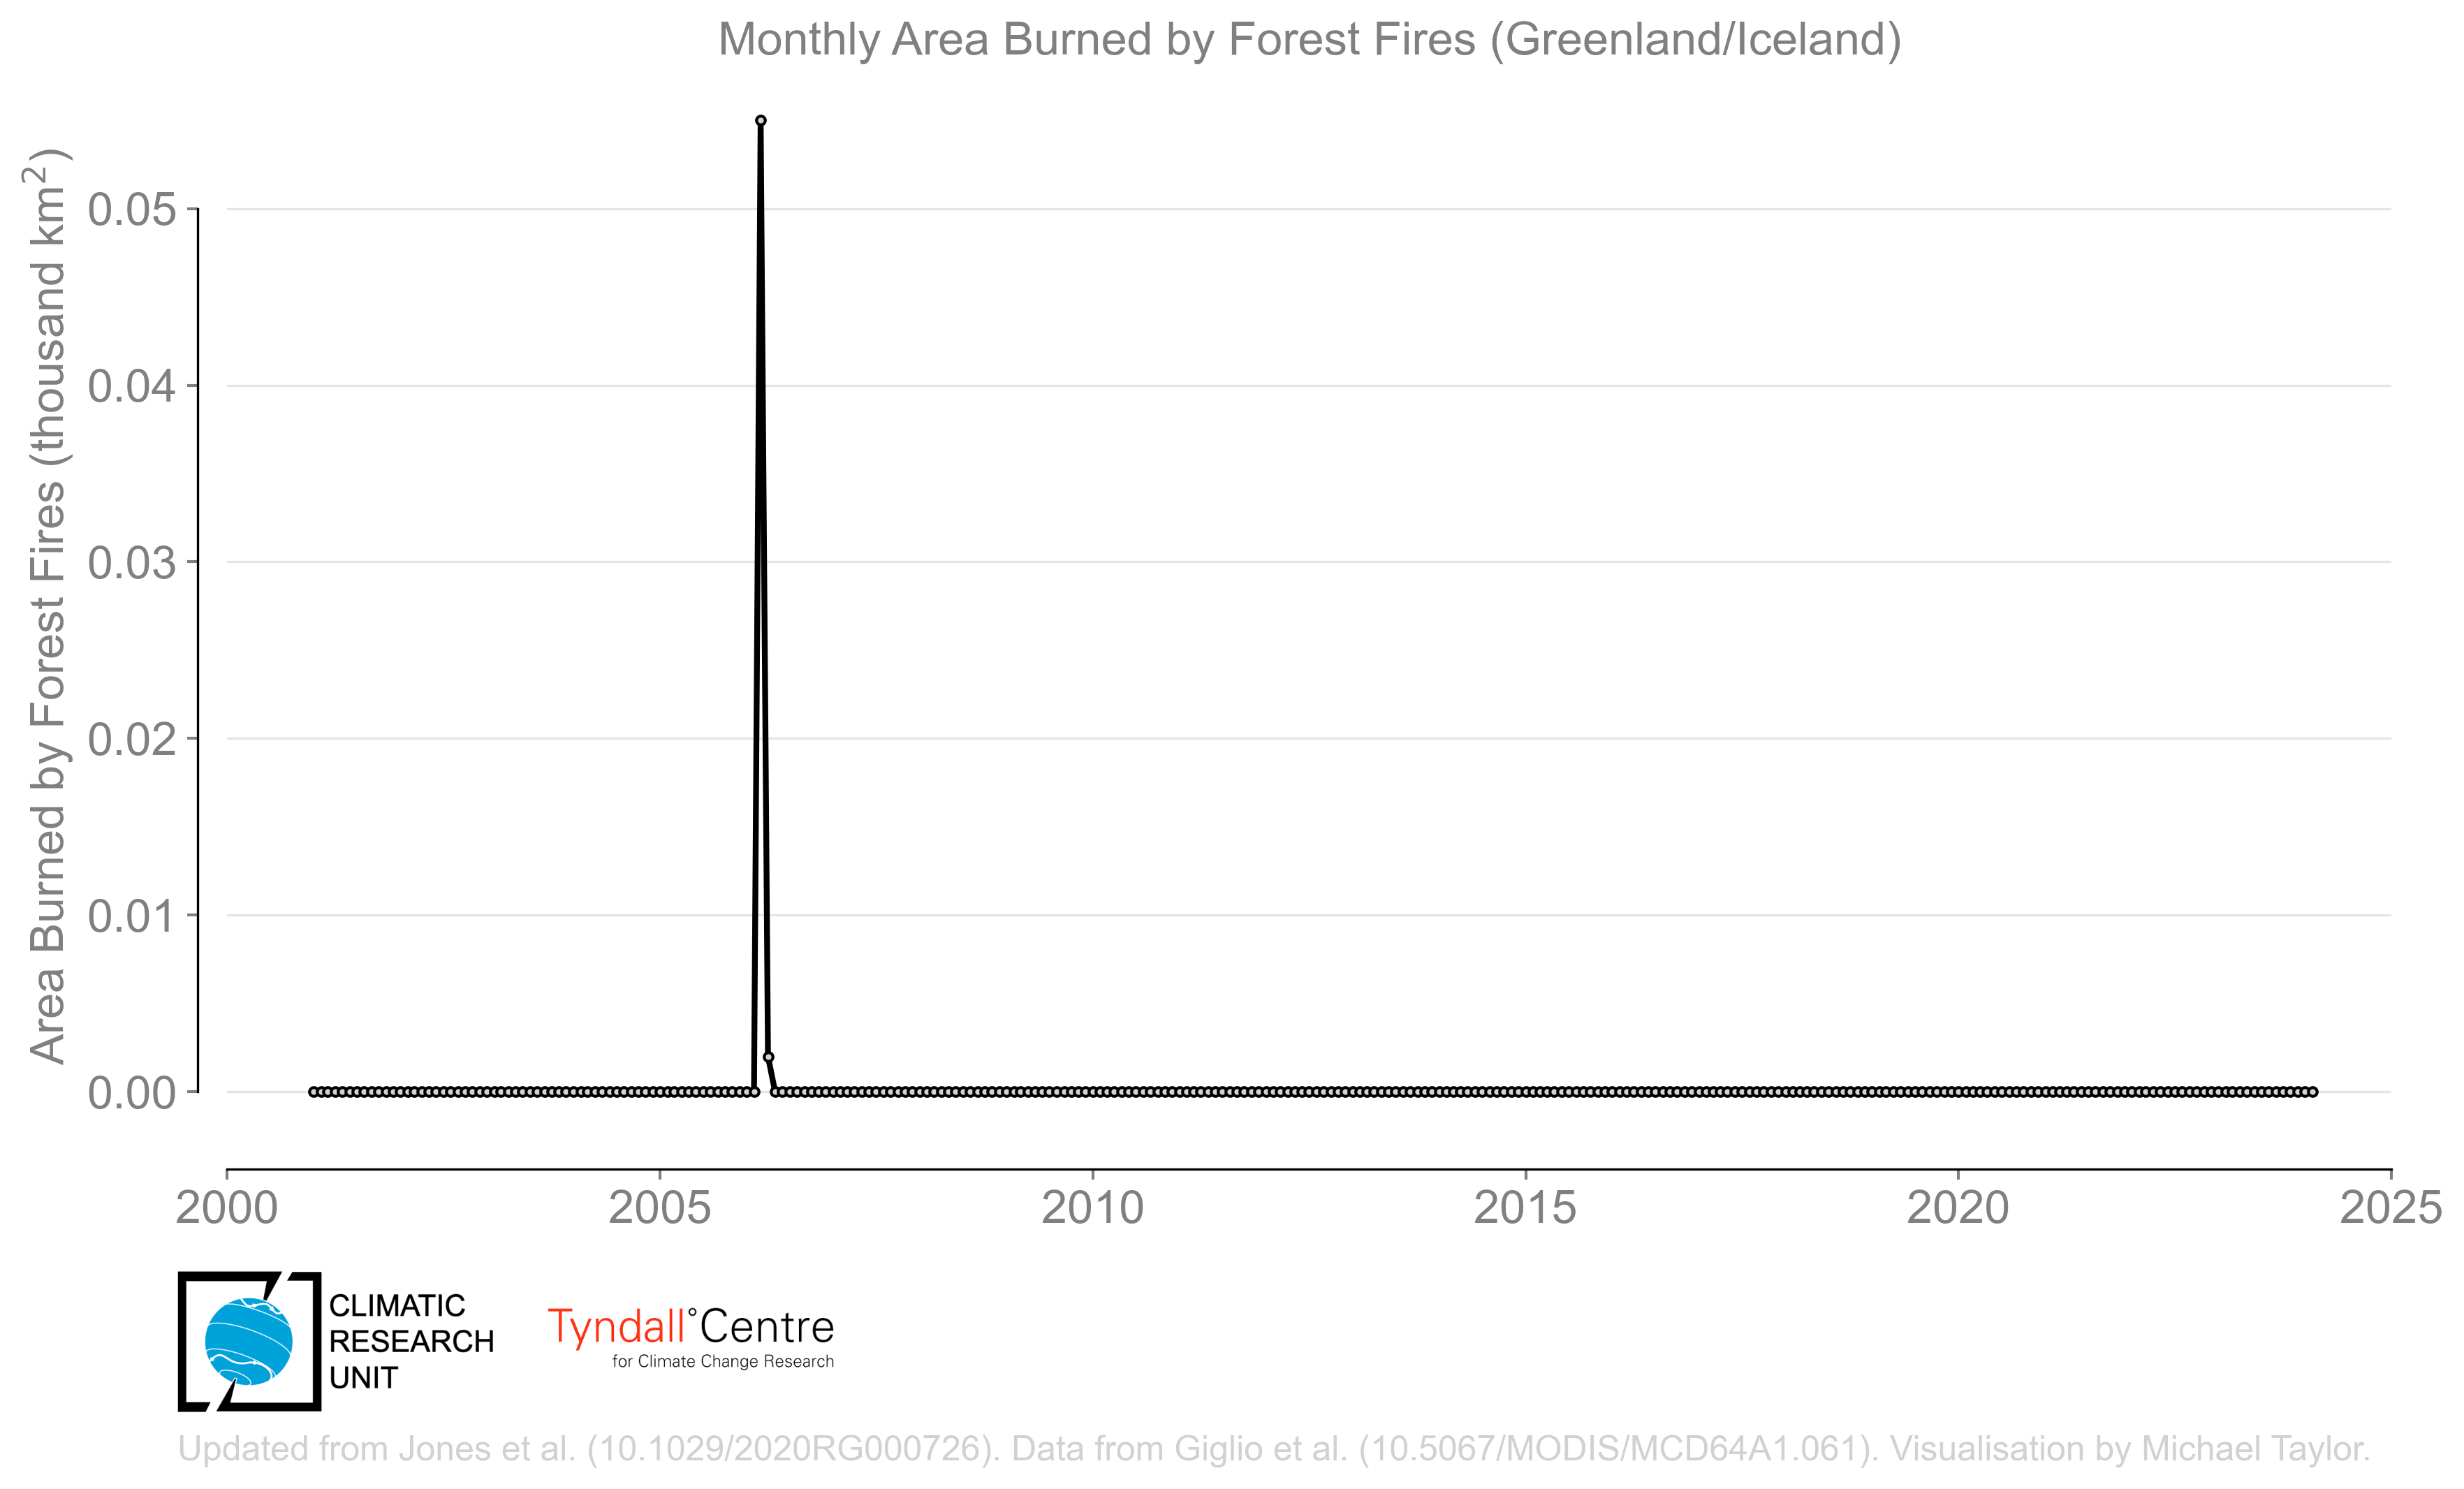 Monthly Area Burned by Forest Fires (Greenland/Iceland)
Area Burned by Forest Fires (thousand km²)
0.05
0.04
0.03
0.02
0.01
0.00
2000 2005 2010 2015 2020 2025
CLIMATIC
RESEARCH
UNIT
Tyndall°Centre
for Climate Change Research
Updated from Jones et al. (10.1029/2020RG000726). Data from Giglio et al. (10.5067/MODIS/MCD64A1.061). Visualisation by Michael Taylor.